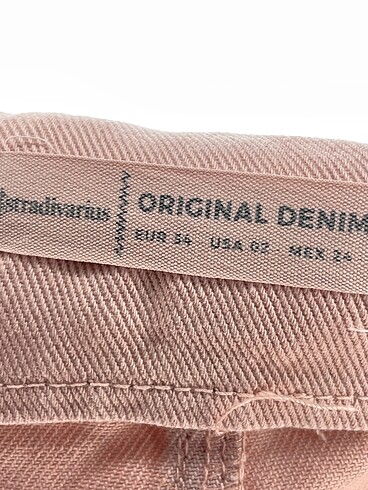 stradivarius
ORIGINAL DENIM
EUR 34 - USA 02 - MEX 24